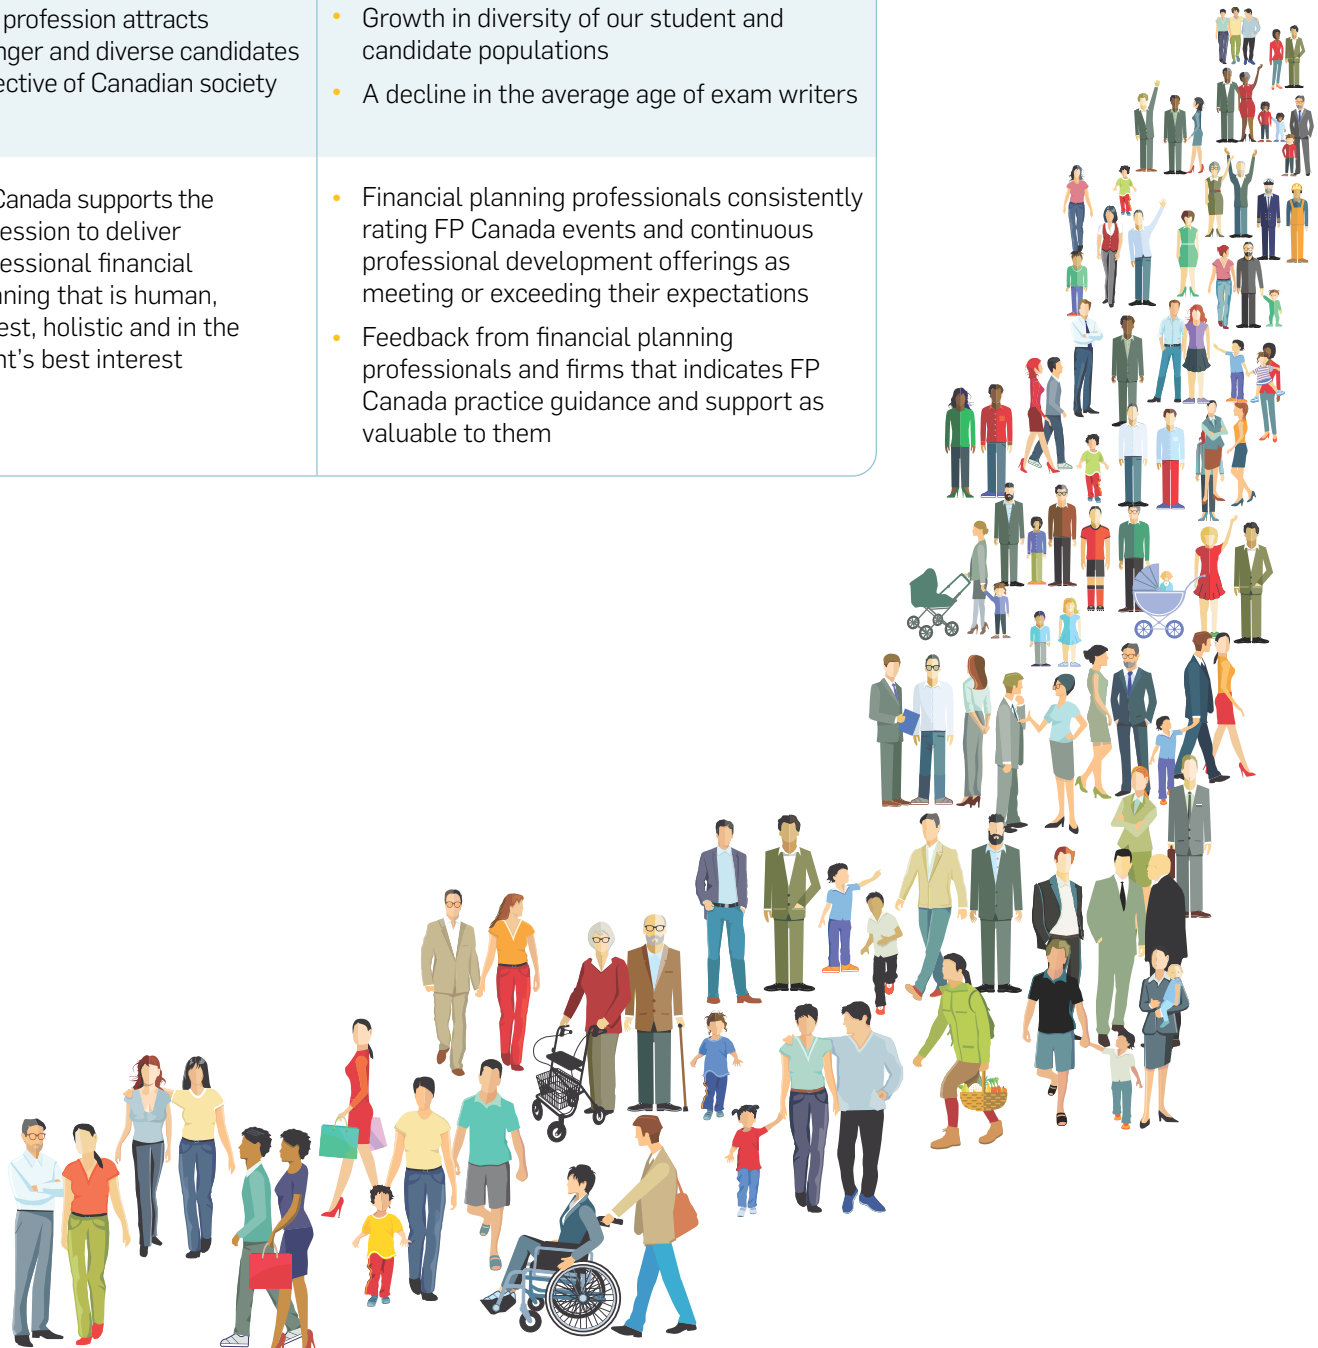 profession attracts
nger and diverse candidates
ective of Canadian society
• Growth in diversity of our student and
candidate populations
• A decline in the average age of exam writers
Canada supports the
ession to deliver
essional financial
nning that is human,
est, holistic and in the
nt's best interest
• Financial planning professionals consistently
rating FP Canada events and continuous
professional development offerings as
meeting or exceeding their expectations
• Feedback from financial planning
professionals and firms that indicates FP
Canada practice guidance and support as
valuable to them